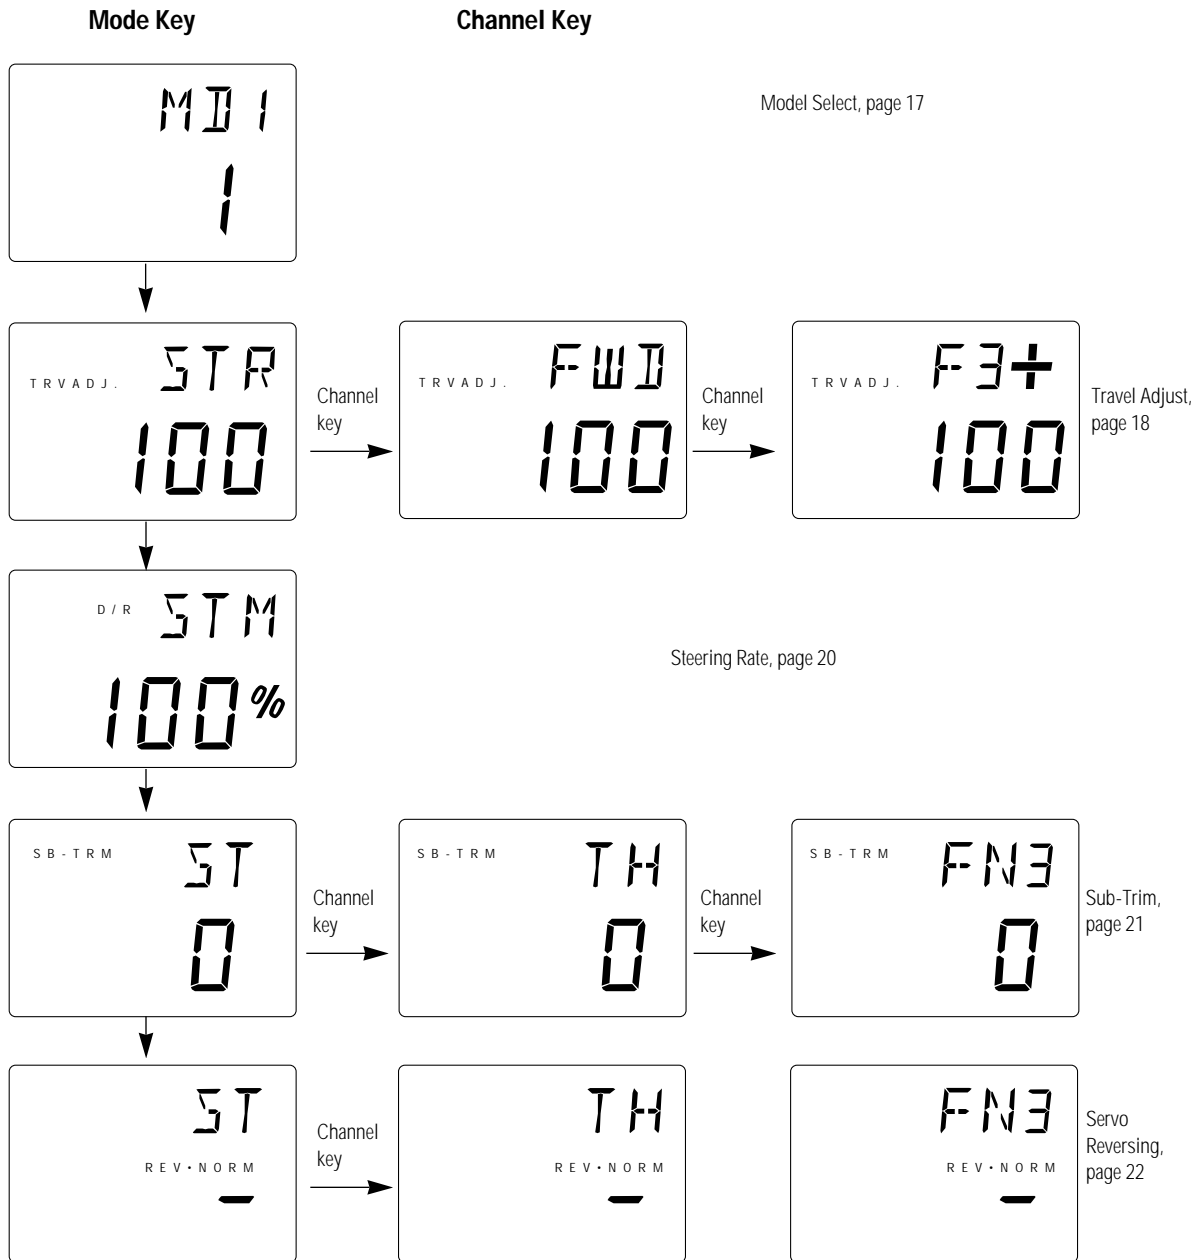 Mode Key
Channel Key
MD1
1
Model Select, page 17
TRVADJ.
STR
100
Channel
key
TRVADJ.
FWD
100
Channel
key
TRVADJ.
F3+
100
Travel Adjust,
page 18
D/R
STM
100%
Steering Rate, page 20
SB-TRM
ST
0
Channel
key
SB-TRM
TH
0
Channel
key
SB-TRM
FN3
0
Sub-Trim,
page 21
ST
REV•NORM
Channel
key
TH
REV•NORM
FN3
REV•NORM
Servo
Reversing,
page 22